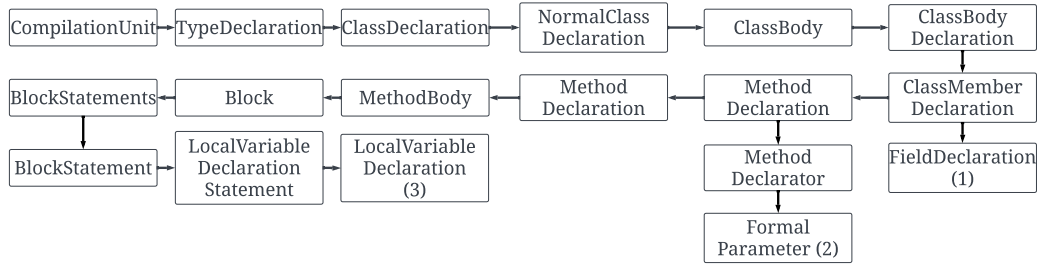 CompilationUnit
TypeDeclaration
ClassDeclaration
NormalClass
Declaration
ClassBody
ClassBody
Declaration
BlockStatements
Block
MethodBody
Method
Declaration
Method
Declaration
ClassMember
Declaration
BlockStatement
LocalVariable
Declaration
Statement
LocalVariable
Declaration
(3)
Method
Declarator
FieldDeclaration
(1)
Formal
Parameter (2)